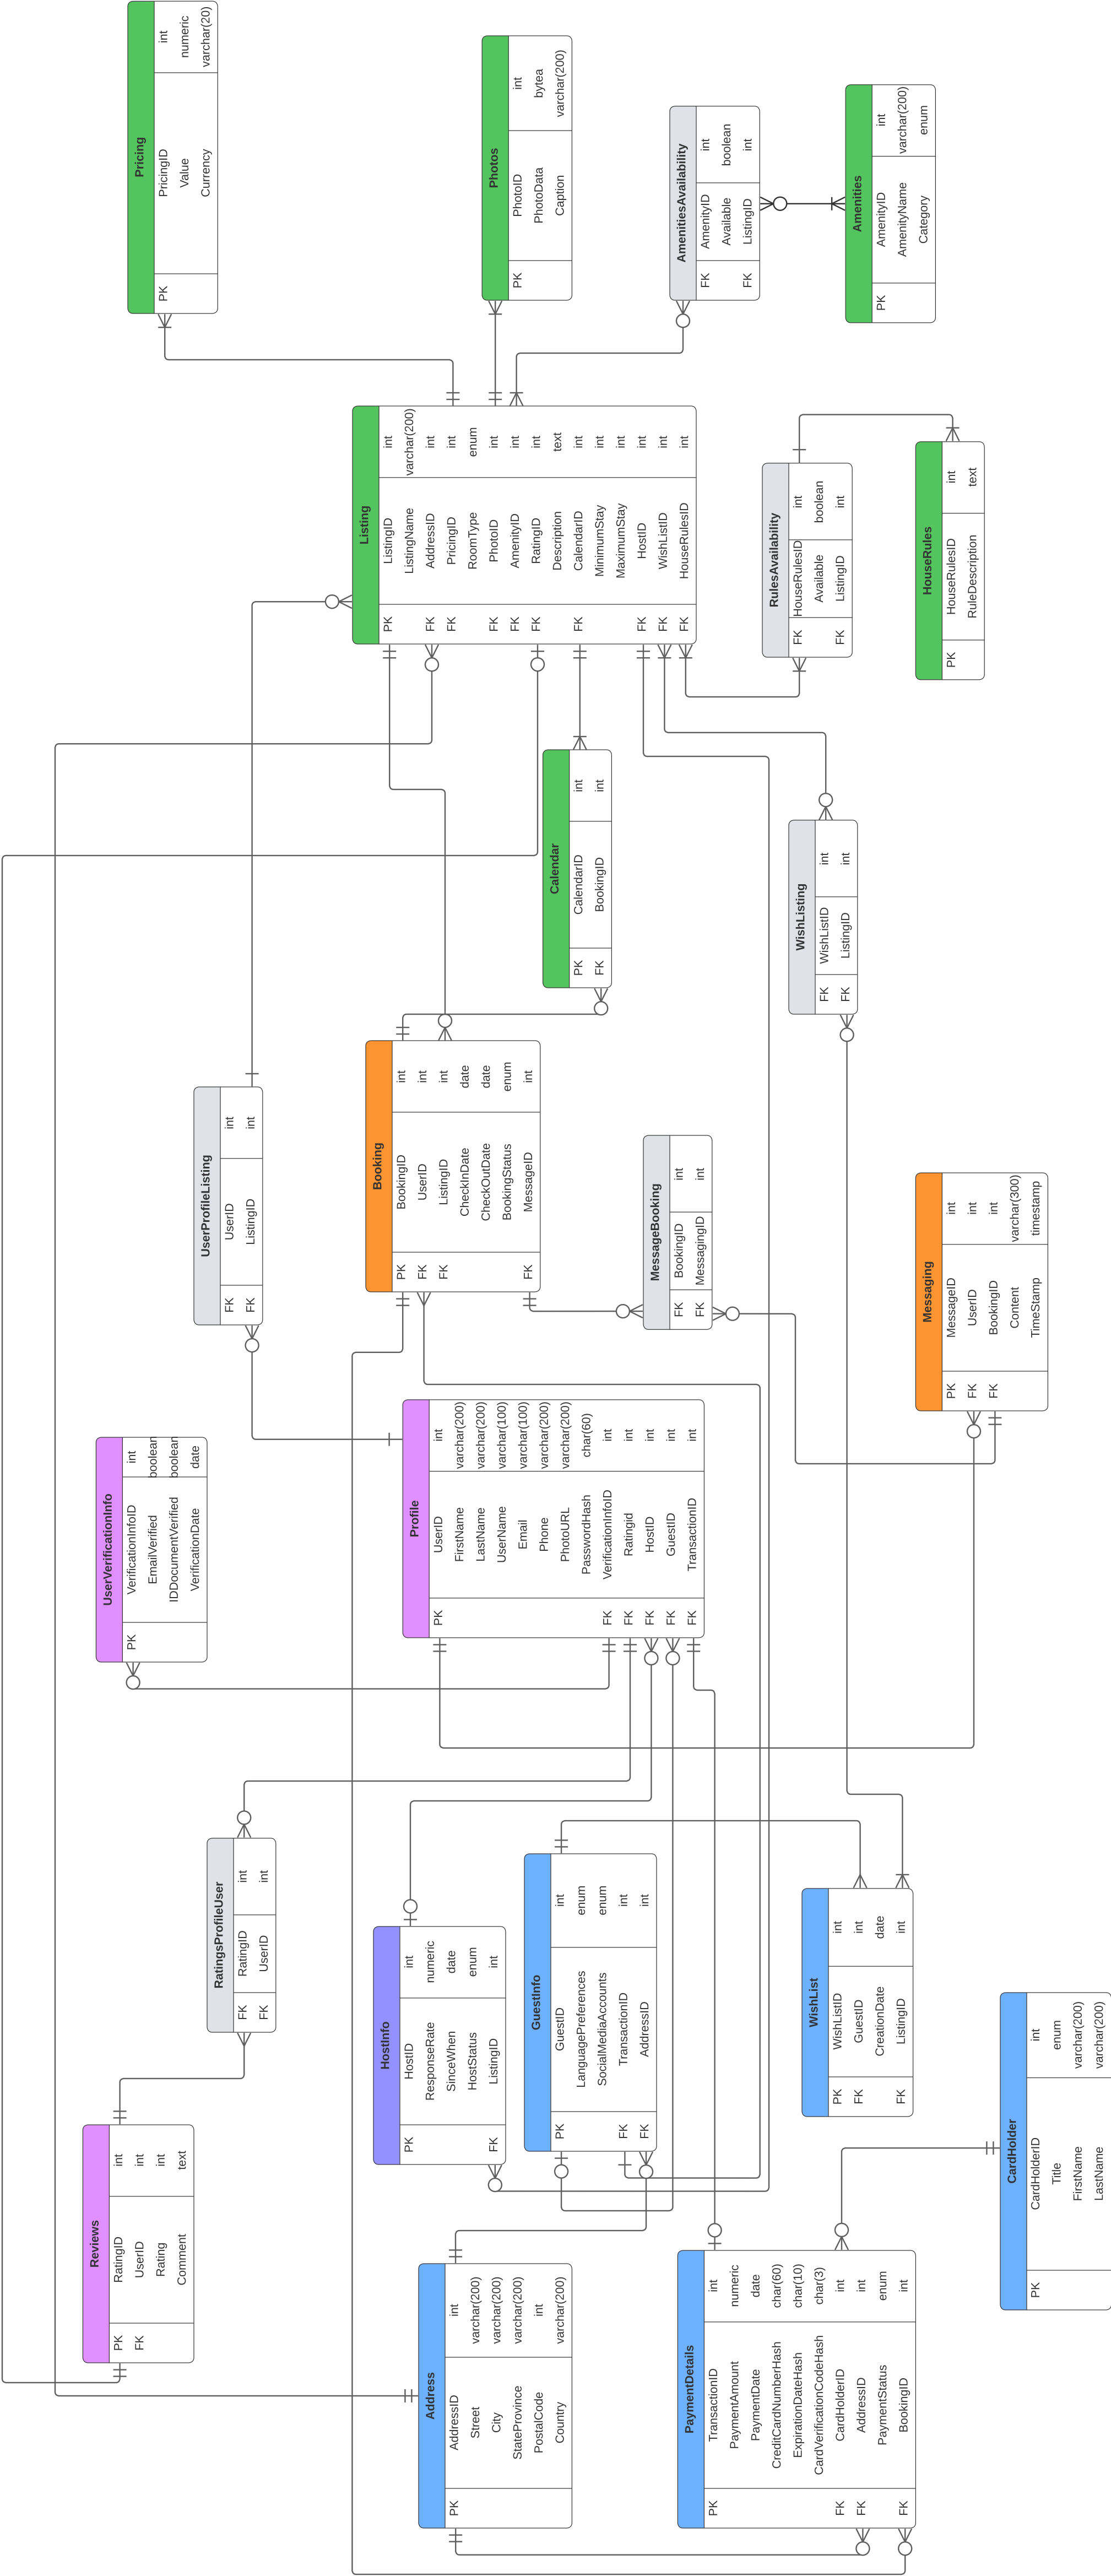 Pricing
PK PricingID int
Value numeric
Currency varchar(20)
Photos
PK PhotoID int
PhotoData bytea
Caption varchar(200)
AmenitiesAvailability
FK AmenityID int
Available boolean
FK ListingID int
Amenities
PK AmenityID int
AmenityName varchar(200)
Category enum
Listing
PK ListingID int
ListingName varchar(200)
FK AddressID int
FK PricingID int
RoomType enum
FK PhotoID int
FK AmenityID int
FK RatingID int
Description text
FK CalendarID int
MinimumStay int
MaximumStay int
FK HostID int
FK WishListID int
FK HouseRulesID int
RulesAvailability
FK HouseRulesID int
Available boolean
FK ListingID int
HouseRules
PK HouseRulesID int
RuleDescription text
Calendar
PK CalendarID int
FK BookingID int
WishListing
FK WishListID int
FK ListingID int
UserProfileListing
FK UserID int
FK ListingID int
Booking
PK BookingID int
FK UserID int
FK ListingID int
CheckInDate date
CheckOutDate date
BookingStatus enum
FK MessageID int
MessageBooking
FK BookingID int
FK MessagingID int
Messaging
PK MessageID int
FK UserID int
FK BookingID int
Content varchar(300)
TimeStamp timestamp
UserVerificationInfo
PK VerificationInfoID int
EmailVerified boolean
IDDocumentVerified boolean
VerificationDate date
Profile
PK UserID int
FirstName varchar(200)
LastName varchar(200)
UserName varchar(100)
Email varchar(100)
Phone varchar(200)
PhotoURL varchar(200)
PasswordHash char(60)
FK VerificationInfoID int
FK Ratingid int
FK HostID int
FK GuestID int
FK TransactionID int
RatingsProfileUser
FK RatingID int
FK UserID int
HostInfo
PK HostID int
ResponseRate numeric
SinceWhen date
HostStatus enum
FK ListingID int
GuestInfo
PK GuestID int
LanguagePreferences enum
SocialMediaAccounts enum
FK TransactionID int
FK AddressID int
WishList
PK WishListID int
FK GuestID int
CreationDate date
FK ListingID int
CardHolder
PK CardHolderID int
Title enum
FirstName varchar(200)
LastName varchar(200)
Reviews
PK RatingID int
FK UserID int
Rating int
Comment text
Address
PK AddressID int
Street varchar(200)
City varchar(200)
StateProvince varchar(200)
PostalCode int
Country varchar(200)
PaymentDetails
PK TransactionID int
PaymentAmount numeric
PaymentDate date
CreditCardNumberHash char(60)
ExpirationDateHash char(10)
CardVerificationCodeHash char(3)
FK CardHolderID int
FK AddressID int
PaymentStatus enum
FK BookingID int